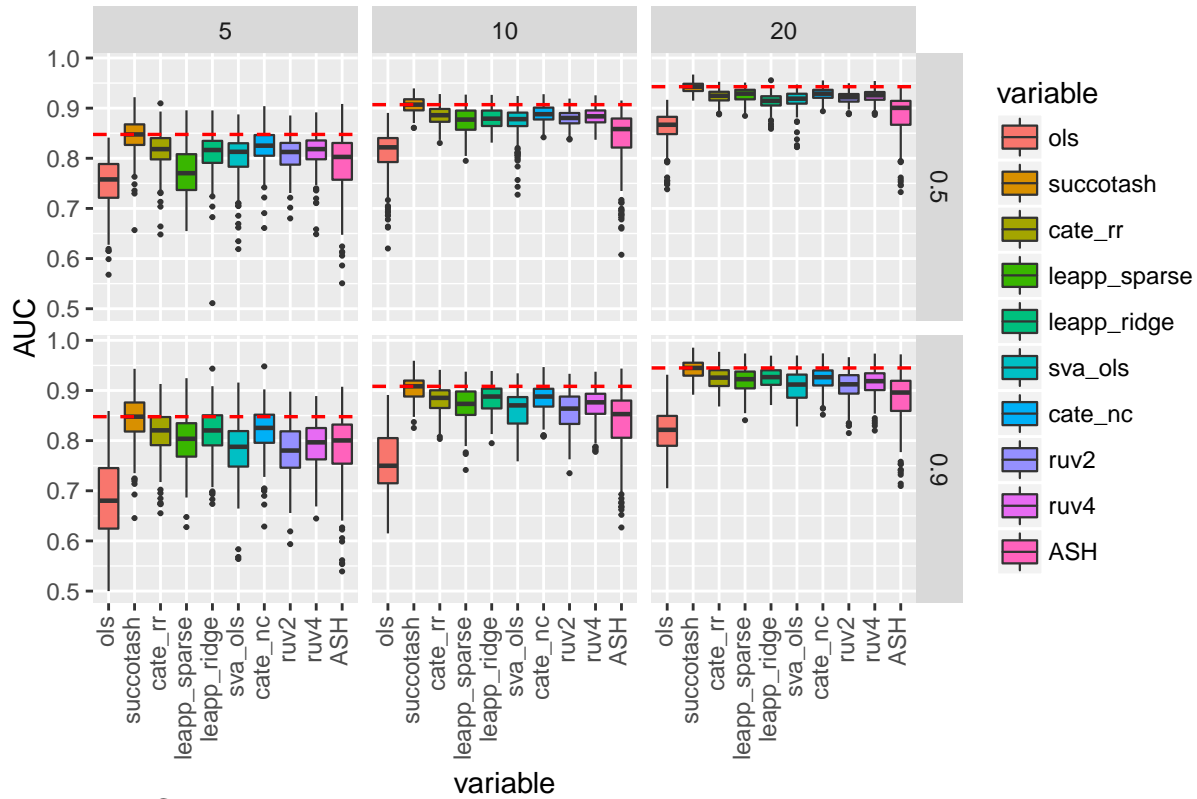 5
10
20
0.5
0.9
AUC
1.0
0.9
0.8
0.7
0.6
0.5
1.0
0.9
0.8
0.7
0.6
0.5
ols
succotash
cate_rr
leapp_sparse
leapp_ridge
sva_ols
cate_nc
ruv2
ruv4
ASH
ols
succotash
cate_rr
leapp_sparse
leapp_ridge
sva_ols
cate_nc
ruv2
ruv4
ASH
ols
succotash
cate_rr
leapp_sparse
leapp_ridge
sva_ols
cate_nc
ruv2
ruv4
ASH
variable
variable
ols
succotash
cate_rr
leapp_sparse
leapp_ridge
sva_ols
cate_nc
ruv2
ruv4
ASH